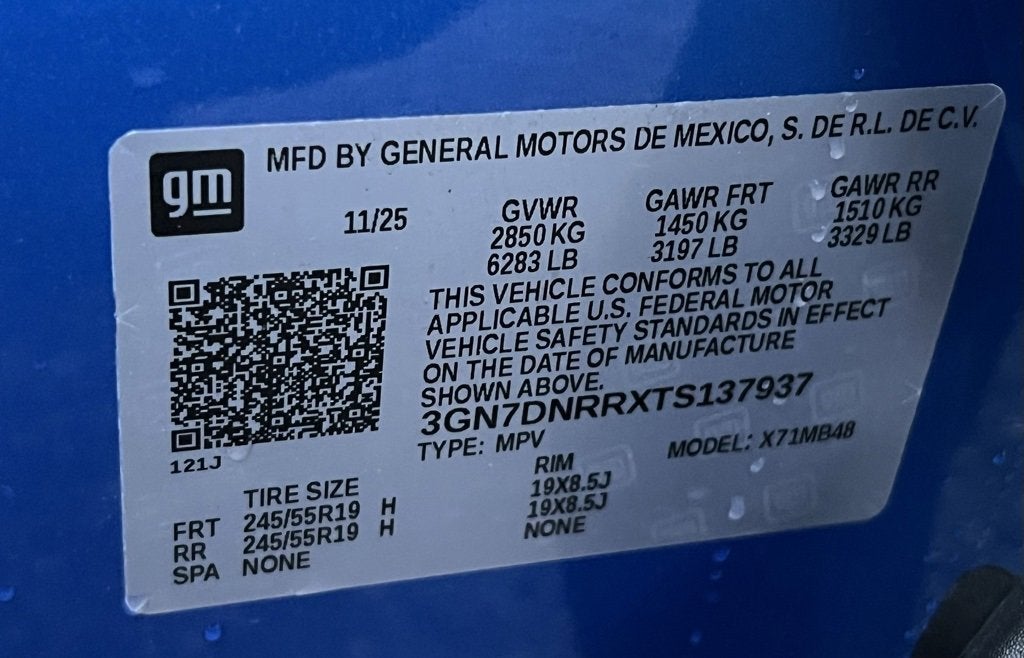 gm
MFD BY GENERAL MOTORS DE MEXICO, S. DE R.L. DE C.V.
11/25
GVWR GAWR FRT GAWR RR
2850 KG 1450 KG 1510 KG
6283 LB 3197 LB 3329 LB
THIS VEHICLE CONFORMS TO ALL
APPLICABLE U.S. FEDERAL MOTOR
VEHICLE SAFETY STANDARDS IN EFFECT
ON THE DATE OF MANUFACTURE
SHOWN ABOVE.
3GN7DNRRXTS137937
TYPE: MPV MODEL: X71MB48
121J
TIRE SIZE RIM
FRT 245/55R19 H 19X8.5J
RR 245/55R19 H 19X8.5J
SPA NONE NONE